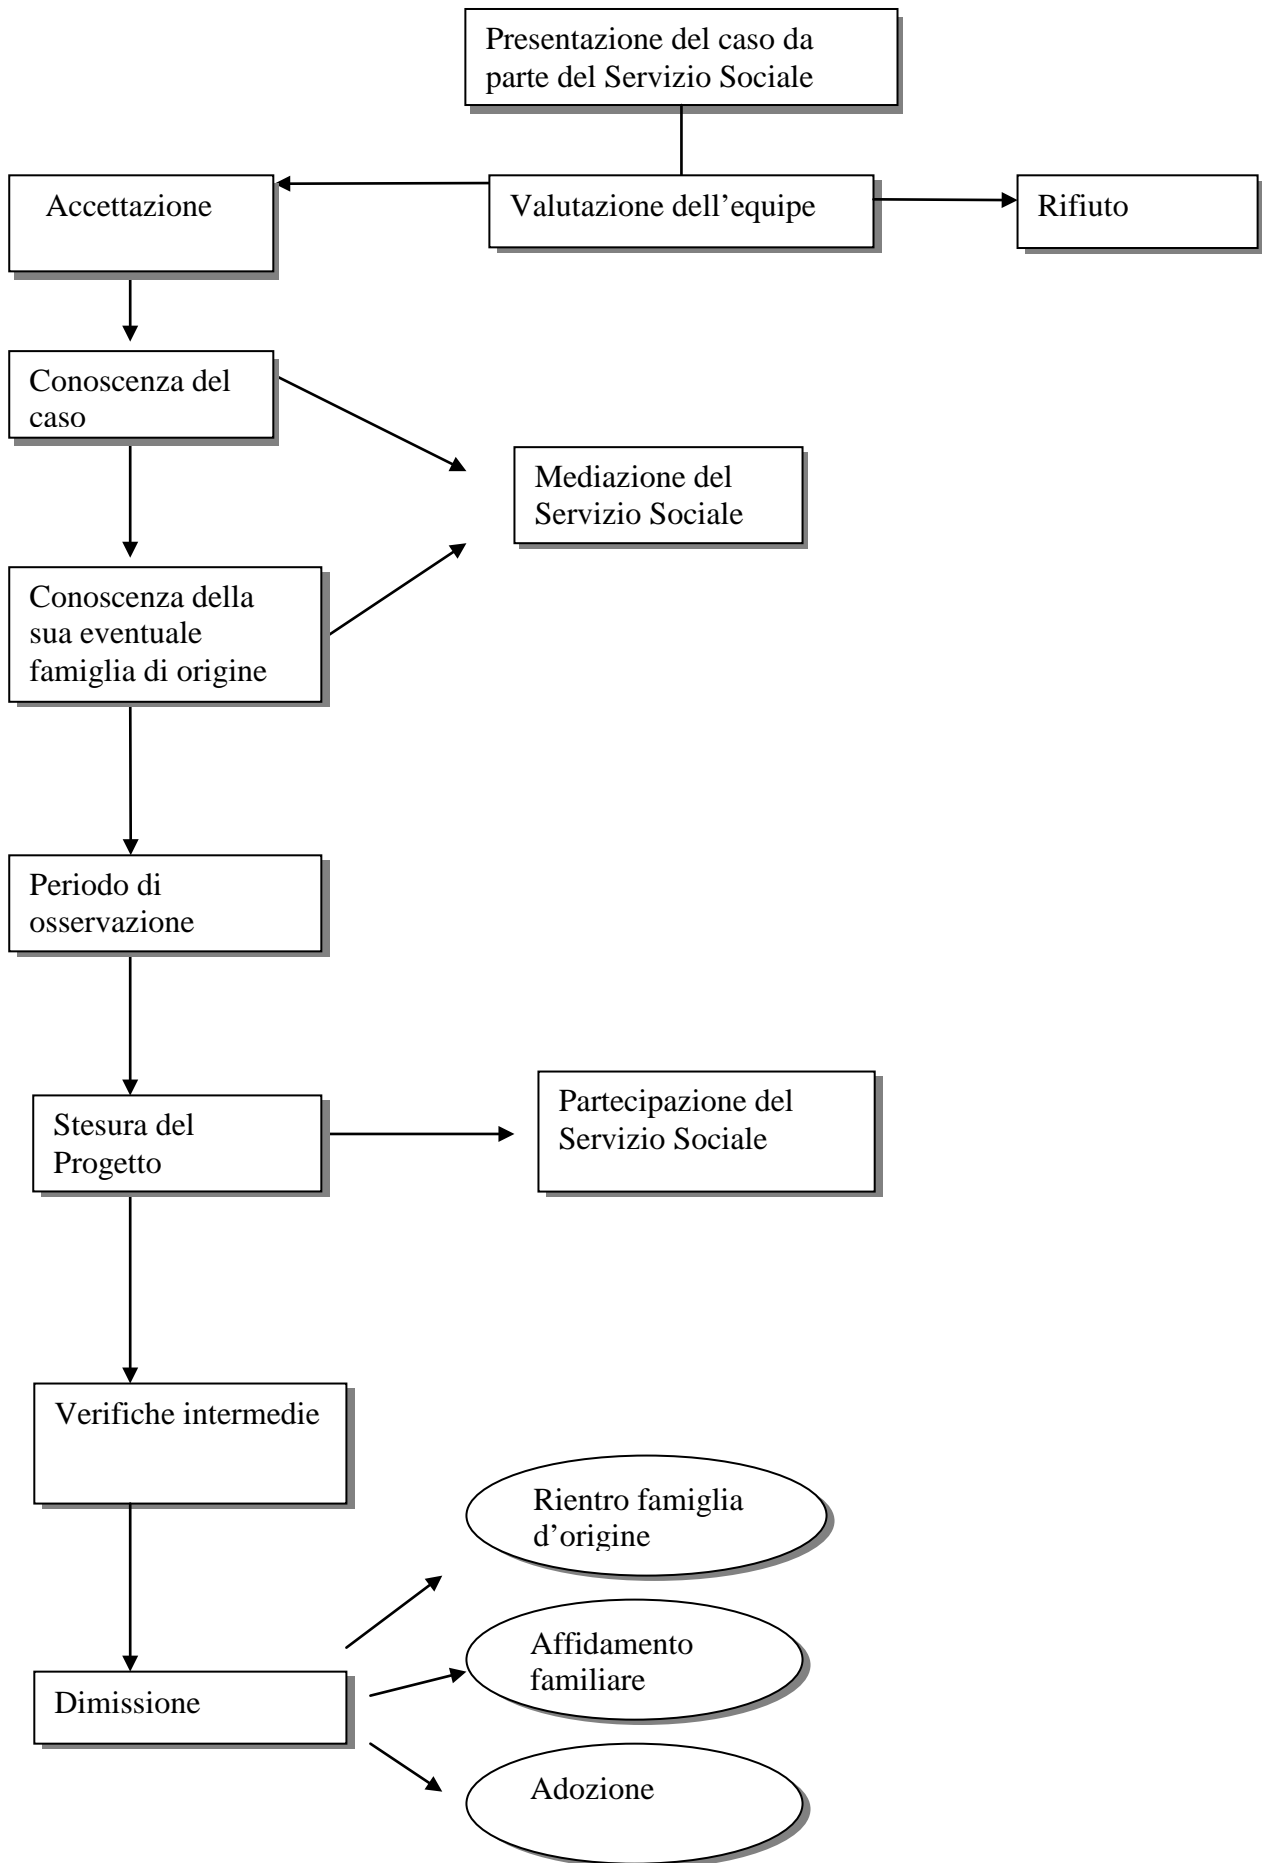 Presentazione del caso da
parte del Servizio Sociale
Accettazione
Valutazione dell’equipe
Rifiuto
Conoscenza del
caso
Mediazione del
Servizio Sociale
Conoscenza della
sua eventuale
famiglia di origine
Periodo di
osservazione
Stesura del
Progetto
Partecipazione del
Servizio Sociale
Verifiche intermedie
Rientro famiglia
d’origine
Affidamento
familiare
Dimissione
Adozione